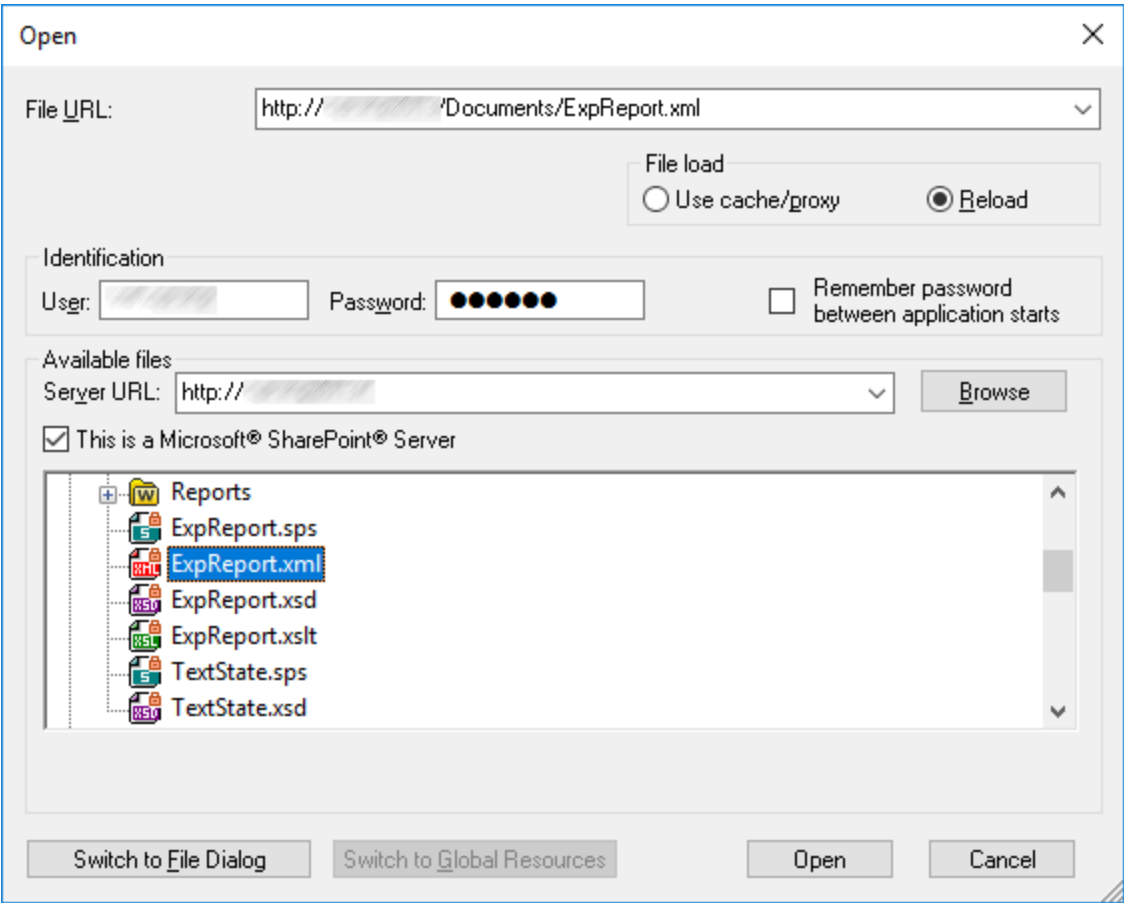 Open
File URL: http:// /Documents/ExpReport.xml
File load
Use cache/proxy Reload
Identification
User: Password: ●●●●●● Remember password
between application starts
Available files
Server URL: http:// Browse
This is a Microsoft® SharePoint® Server
Reports
ExpReport.sps
ExpReport.xml
ExpReport.xsd
ExpReport.xslt
TextState.sps
TextState.xsd
Switch to File Dialog Switch to Global Resources Open Cancel